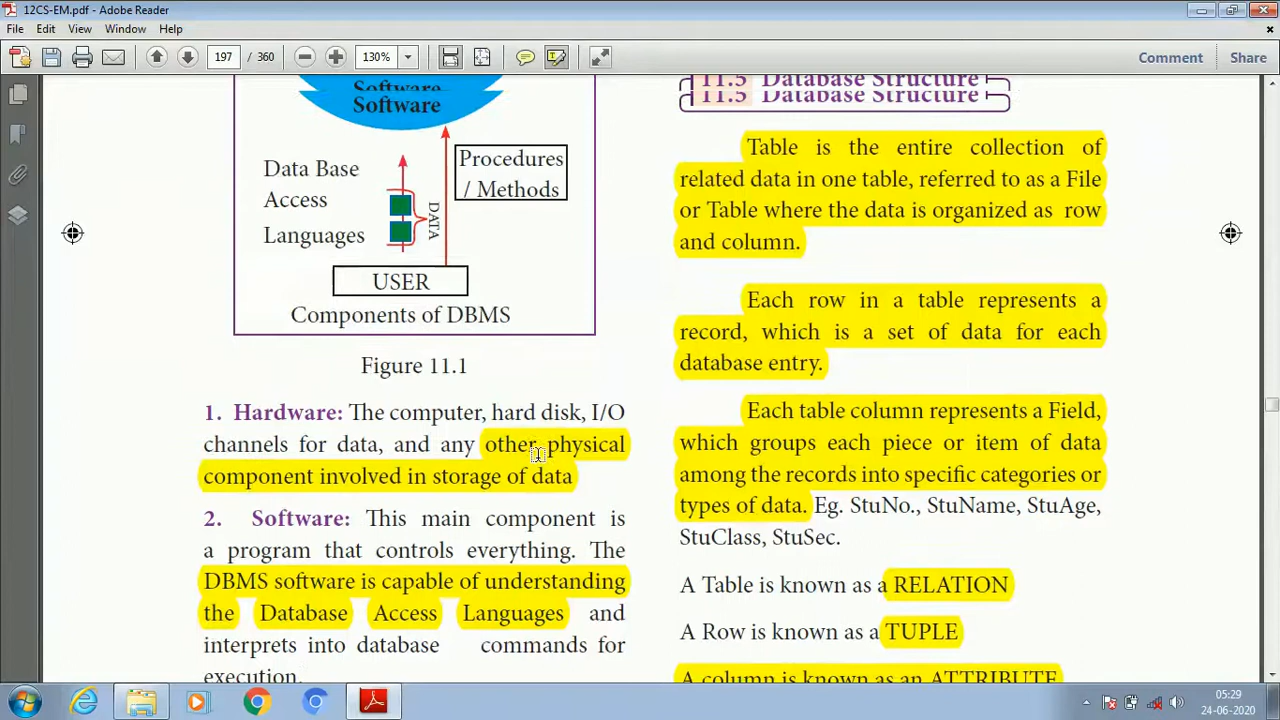 12CS-EM.pdf - Adobe Reader
File Edit View Window Help
197 / 360 130% Comment Share
Software
Software
Data Base
Access
Languages
DATA
Procedures
/ Methods
USER
Components of DBMS
Figure 11.1
1. Hardware: The computer, hard disk, I/O
channels for data, and any other physical
component involved in storage of data
2. Software: This main component is
a program that controls everything. The
DBMS software is capable of understanding
the Database Access Languages and
interprets into database commands for
execution.
11.5 Database Structure
11.5 Database Structure
Table is the entire collection of
related data in one table, referred to as a File
or Table where the data is organized as row
and column.
Each row in a table represents a
record, which is a set of data for each
database entry.
Each table column represents a Field,
which groups each piece or item of data
among the records into specific categories or
types of data. Eg. StuNo., StuName, StuAge,
StuClass, StuSec.
A Table is known as a RELATION
A Row is known as a TUPLE
A column is known as an ATTRIBUTE
05:29
24-06-2020